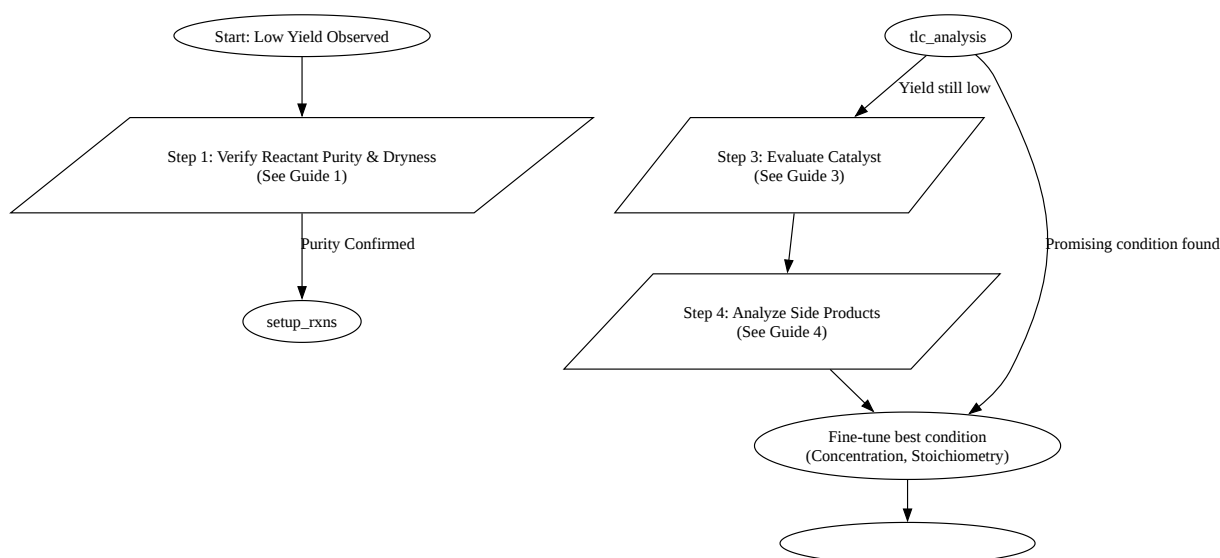 Start: Low Yield Observed
Step 1: Verify Reactant Purity & Dryness
(See Guide 1)
Purity Confirmed
setup_rxns
tlc_analysis
Yield still low
Step 3: Evaluate Catalyst
(See Guide 3)
Promising condition found
Step 4: Analyze Side Products
(See Guide 4)
Fine-tune best condition
(Concentration, Stoichiometry)